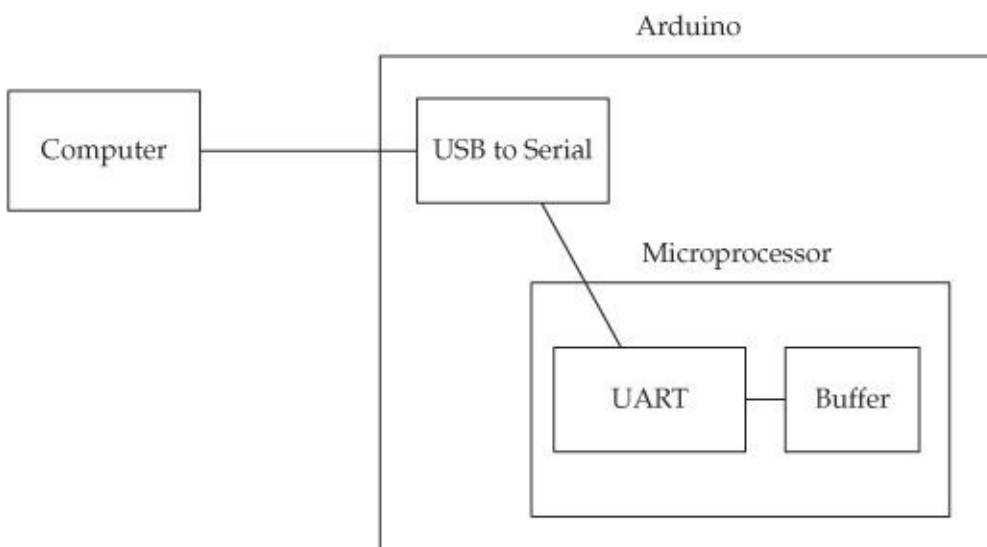 Arduino
Computer
USB to Serial
Microprocessor
UART
Buffer